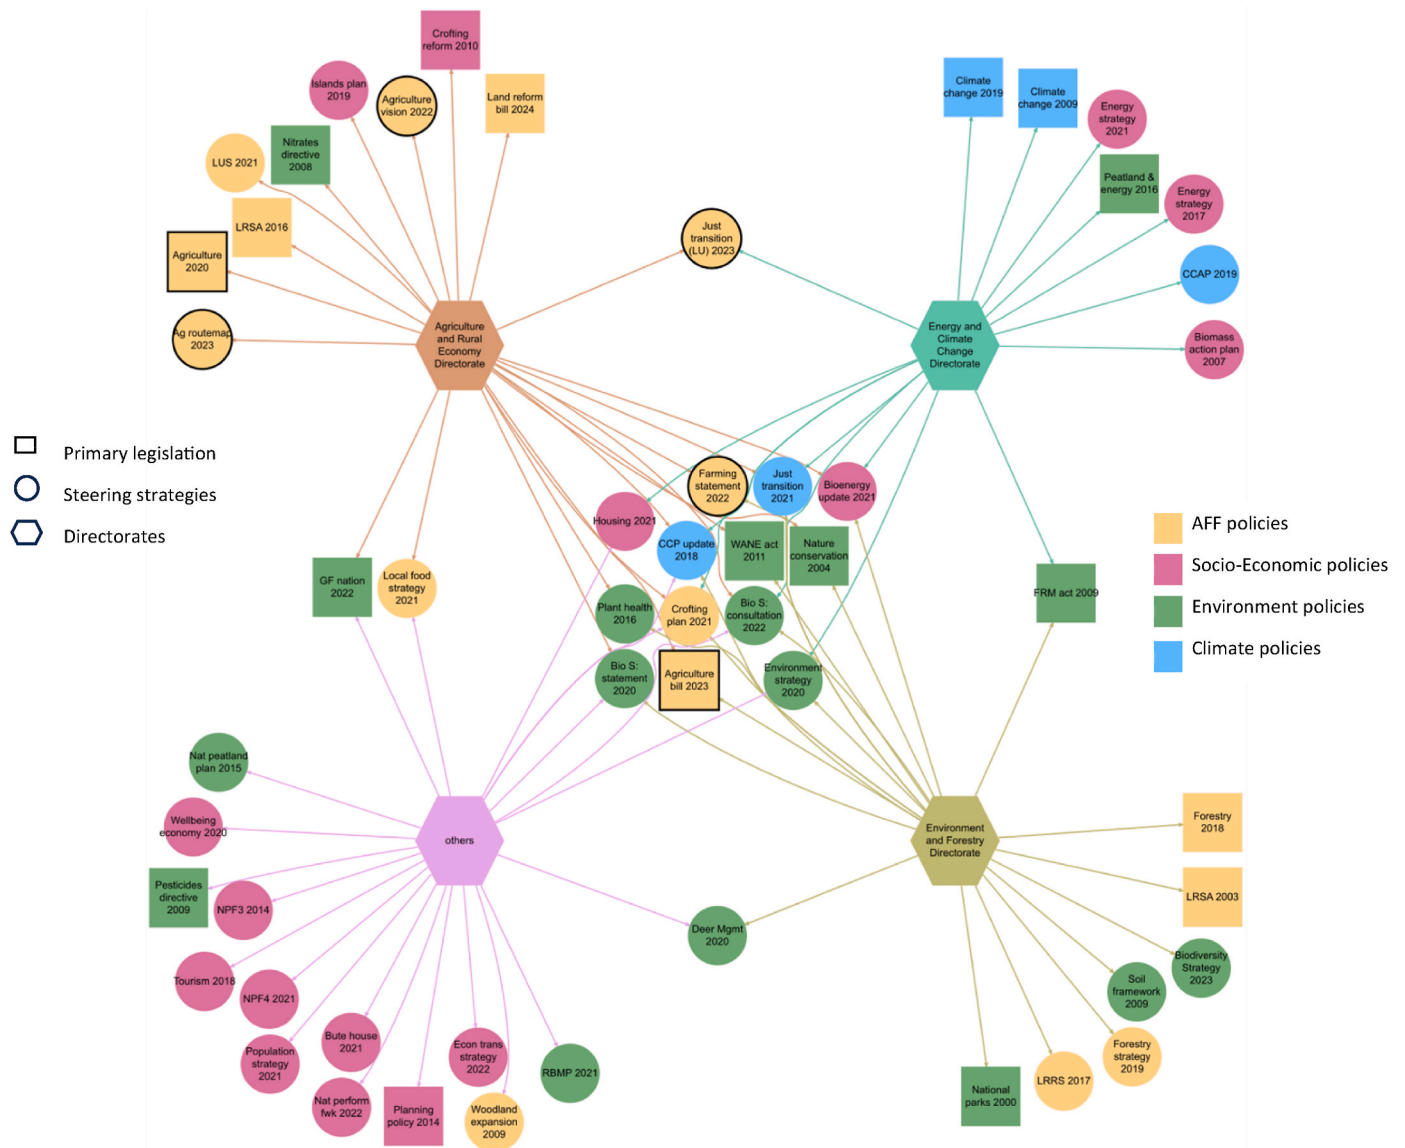 Crofting
reform 2010
Islands plan
2019
Agriculture
vision 2022
Land reform
bill 2024
Climate
change 2019
Climate
change 2009
Energy
strategy
2021
LUS 2021
Nitrates
directive
2008
Peatland &
energy 2016
Energy
strategy
2017
LRSA 2016
Agriculture
2020
Just
transition
(LU) 2023
CCAP 2019
Ag routemap
2023
Agriculture
and Rural
Economy
Directorate
Energy and
Climate
Change
Directorate
Biomass
action plan
2007
Primary legislation
Steering strategies
Directorates
Farming
statement
2022
Just
transition
2021
Bioenergy
update 2021
Housing 2021
CCP update
2018
WANE act
2011
Nature
conservation
2004
AFF policies
Socio-Economic policies
Environment policies
Climate policies
GF nation
2022
Local food
strategy
2021
Plant health
2016
Crofting
plan 2021
Bio S:
consultation
2022
FRM act 2009
Bio S:
statement
2020
Agriculture
bill 2023
Environment
strategy
2020
Nat peatland
plan 2015
Wellbeing
economy 2020
others
Environment
and Forestry
Directorate
Forestry
2018
Pesticides
directive
2009
NPF3 2014
LRSA 2003
Deer Mgmt
2020
Tourism 2018
NPF4 2021
Biodiversity
Strategy
2023
Soil
framework
2009
Population
strategy
2021
Bute house
2021
Econ trans
strategy
2022
RBMP 2021
Forestry
strategy
2019
Nat perform
fwk 2022
Planning
policy 2014
Woodland
expansion
2009
National
parks 2000
LRRS 2017